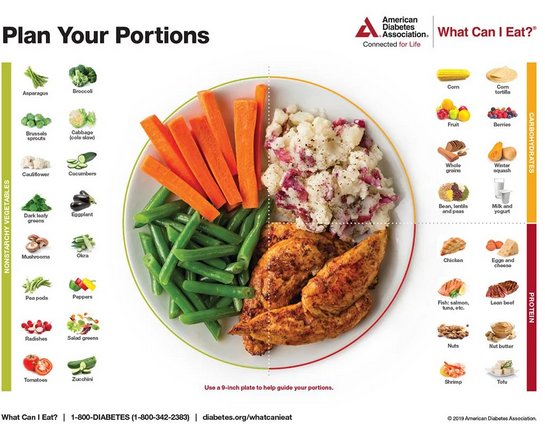 Plan Your Portions
American
Diabetes
Association®
Connected for Life
What Can I Eat?®
NONSTARCHY VEGETABLES
Asparagus
Broccoli
Brussels
sprouts
Cabbage
(cole slaw)
Cauliflower
Cucumbers
Dark leafy
greens
Eggplant
Mushrooms
Okra
Pea pods
Peppers
Radishes
Salad greens
Tomatoes
Zucchini
CARBOHYDRATES
Corn
Corn
tortilla
Fruit
Berries
Whole
grains
Winter
squash
Bean, lentils
and peas
Milk and
yogurt
PROTEIN
Chicken
Eggs and
cheese
Fish: salmon,
tuna, etc.
Lean beef
Nuts
Nut butter
Shrimp
Tofu
Use a 9-inch plate to help guide your portions.
What Can I Eat? | 1-800-DIABETES (1-800-342-2383) | diabetes.org/whatcanieat
© 2019 American Diabetes Association.